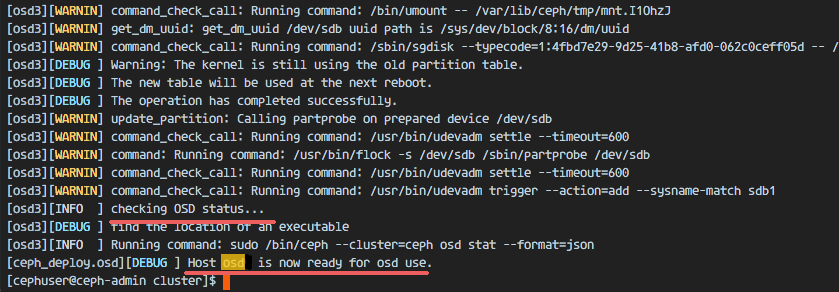 [osd3][WARNIN] command_check_call: Running command: /bin/umount -- /var/lib/ceph/tmp/mnt.I1OhzJ
[osd3][WARNIN] get_dm_uuid: get_dm_uuid /dev/sdb uuid path is /sys/dev/block/8:16/dm/uuid
[osd3][WARNIN] command_check_call: Running command: /sbin/sgdisk --typecode=1:4fbd7e29-9d25-41b8-afd0-062c0ceff05d -- /
[osd3][DEBUG ] Warning: The kernel is still using the old partition table.
[osd3][DEBUG ] The new table will be used at the next reboot.
[osd3][DEBUG ] The operation has completed successfully.
[osd3][WARNIN] update_partition: Calling partprobe on prepared device /dev/sdb
[osd3][WARNIN] command_check_call: Running command: /usr/bin/udevadm settle --timeout=600
[osd3][WARNIN] command: Running command: /usr/bin/flock -s /dev/sdb /sbin/partprobe /dev/sdb
[osd3][WARNIN] command_check_call: Running command: /usr/bin/udevadm settle --timeout=600
[osd3][WARNIN] command_check_call: Running command: /usr/bin/udevadm trigger --action=add --sysname-match sdb1
[osd3][INFO  ] checking OSD status...
[osd3][DEBUG ] find the location of an executable
[osd3][INFO  ] Running command: sudo /bin/ceph --cluster=ceph osd stat --format=json
[ceph_deploy.osd][DEBUG ] Host osd is now ready for osd use.
[cephuser@ceph-admin cluster]$